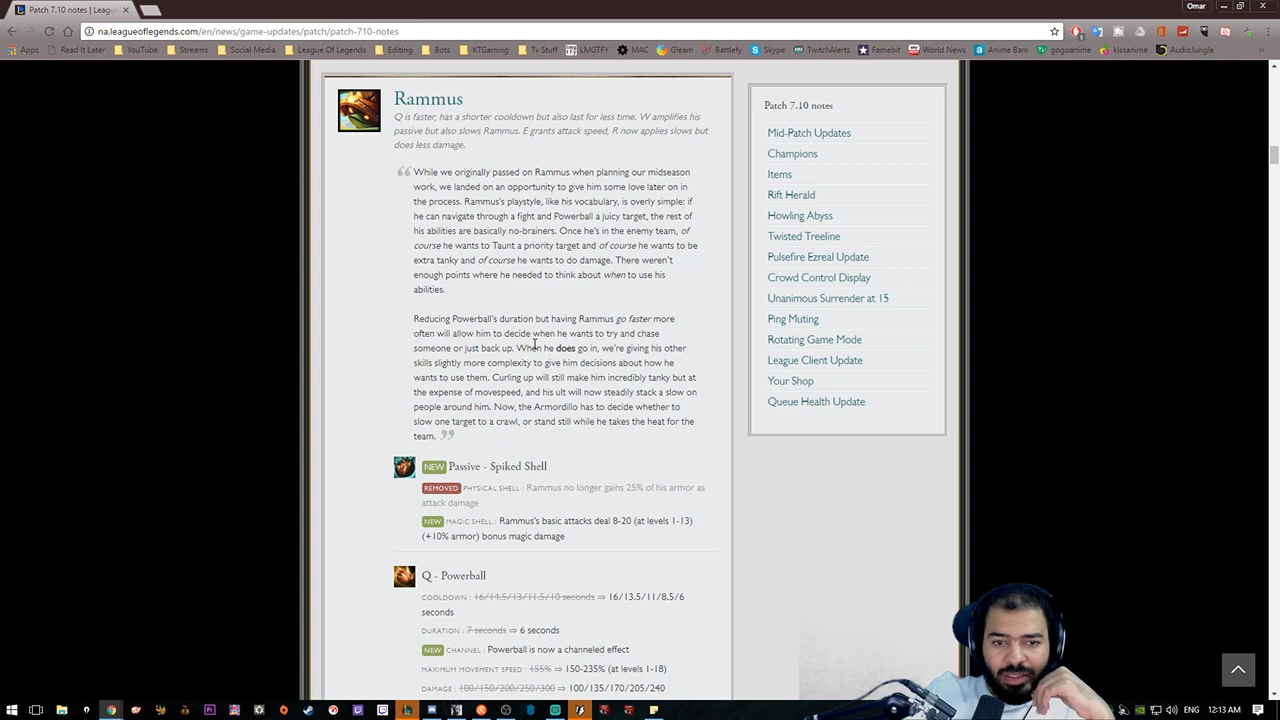 Patch 7.10 notes | Leagu
Omar
na.leagueoflegends.com/en/news/game-updates/patch/patch-710-notes
Apps Read It Later YouTube Streams Social Media League Of Legends Editing Bots KTGaming Tv Stuff LMGTFY MAC Gleam Battlefy Skype TwitchAlerts Famebit World News Anime Bam gogoanime kissanime AudioJungle
Rammus
Q is faster, has a shorter cooldown but also last for less time. W amplifies his
passive but also slows Rammus. E grants attack speed, R now applies slows but
does less damage.
While we originally passed on Rammus when planning our midseason
work, we landed on an opportunity to give him some love later on in
the process. Rammus's playstyle, like his vocabulary, is overly simple: if
he can navigate through a fight and Powerball a juicy target, the rest of
his abilities are basically no-brainers. Once he's in the enemy team, of
course he wants to Taunt a priority target and of course he wants to be
extra tanky and of course he wants to do damage. There weren't
enough points where he needed to think about when to use his
abilities.
Reducing Powerball's duration but having Rammus go faster more
often will allow him to decide when he wants to try and chase
someone or just back up. When he does go in, we're giving his other
skills slightly more complexity to give him decisions about how he
wants to use them. Curling up will still make him incredibly tanky but at
the expense of movespeed, and his ult will now steadily stack a slow on
people around him. Now, the Armordillo has to decide whether to
slow one target to a crawl, or stand still while he takes the heat for the
team.
NEW Passive - Spiked Shell
REMOVED PHYSICAL SHELL : Rammus no longer gains 25% of his armor as
attack damage
NEW MAGIC SHELL : Rammus's basic attacks deal 8-20 (at levels 1-13)
(+10% armor) bonus magic damage
Q - Powerball
COOLDOWN : 16/14.5/13/11.5/10 seconds ⇒ 16/13.5/11/8.5/6
seconds
DURATION : 7 seconds ⇒ 6 seconds
NEW CHANNEL : Powerball is now a channeled effect
MAXIMUM MOVEMENT SPEED : 155% ⇒ 150-235% (at levels 1-18)
DAMAGE : 100/150/200/250/300 ⇒ 100/135/170/205/240
Patch 7.10 notes
Mid-Patch Updates
Champions
Items
Rift Herald
Howling Abyss
Twisted Treeline
Pulsefire Ezreal Update
Crowd Control Display
Unanimous Surrender at 15
Ping Muting
Rotating Game Mode
League Client Update
Your Shop
Queue Health Update
ENG 12:13 AM